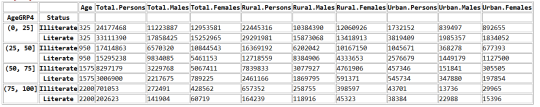 Age Total.Persons Total.Males Total.Females Rural.Persons Rural.Males Rural.Females Urban.Persons Urban.Males Urban.Females
AgeGRP4 Status
(0, 25] Illiterate 325 24177468 11223887 12953581 22445316 10384390 12060926 1732152 839497 892655
Literate 325 33111390 17858425 15252965 29291901 15873068 13418913 3819409 1985357 1834052
(25, 50] Illiterate 950 17414863 6570320 10844543 16369192 6202042 10167150 1045671 368278 677393
Literate 950 15295238 9834085 5461153 12718559 8384906 4333653 2576679 1449179 1127500
(50, 75] Illiterate 1575 8297179 3229768 5067411 7839833 3077927 4761906 457346 151841 305505
Literate 1575 3006900 2217675 789225 2461166 1869795 591371 545734 347880 197854
(75, 100] Illiterate 2200 701053 272491 428562 657352 258755 398597 43701 13736 29965
Literate 2200 202623 141904 60719 164239 118916 45323 38384 22988 15396